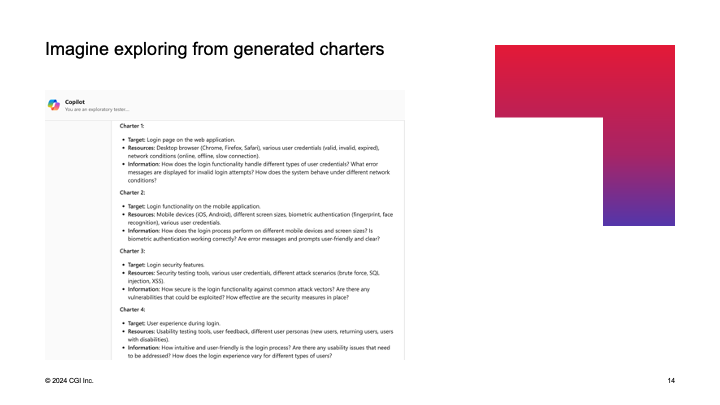 Imagine exploring from generated charters
Copilot
You are an exploratory tester...
Charter 1:
• Target: Login page on the web application.
• Resources: Desktop browser (Chrome, Firefox, Safari), various user credentials (valid, invalid, expired),
network conditions (online, offline, slow connection).
• Information: How does the login functionality handle different types of user credentials? What error
messages are displayed for invalid login attempts? How does the system behave under different network
conditions?
Charter 2:
• Target: Login functionality on the mobile application.
• Resources: Mobile devices (iOS, Android), different screen sizes, biometric authentication (fingerprint, face
recognition), various user credentials.
• Information: How does the login process perform on different mobile devices and screen sizes? Is
biometric authentication working correctly? Are error messages and prompts user-friendly and clear?
Charter 3:
• Target: Login security features.
• Resources: Security testing tools, various user credentials, different attack scenarios (brute force, SQL
injection, XSS).
• Information: How secure is the login functionality against common attack vectors? Are there any
vulnerabilities that could be exploited? How effective are the security measures in place?
Charter 4:
• Target: User experience during login.
• Resources: Usability testing tools, user feedback, different user personas (new users, returning users, users
with disabilities).
• Information: How intuitive and user-friendly is the login process? Are there any usability issues that need
to be addressed? How does the login experience vary for different types of users?
© 2024 CGI Inc.
14